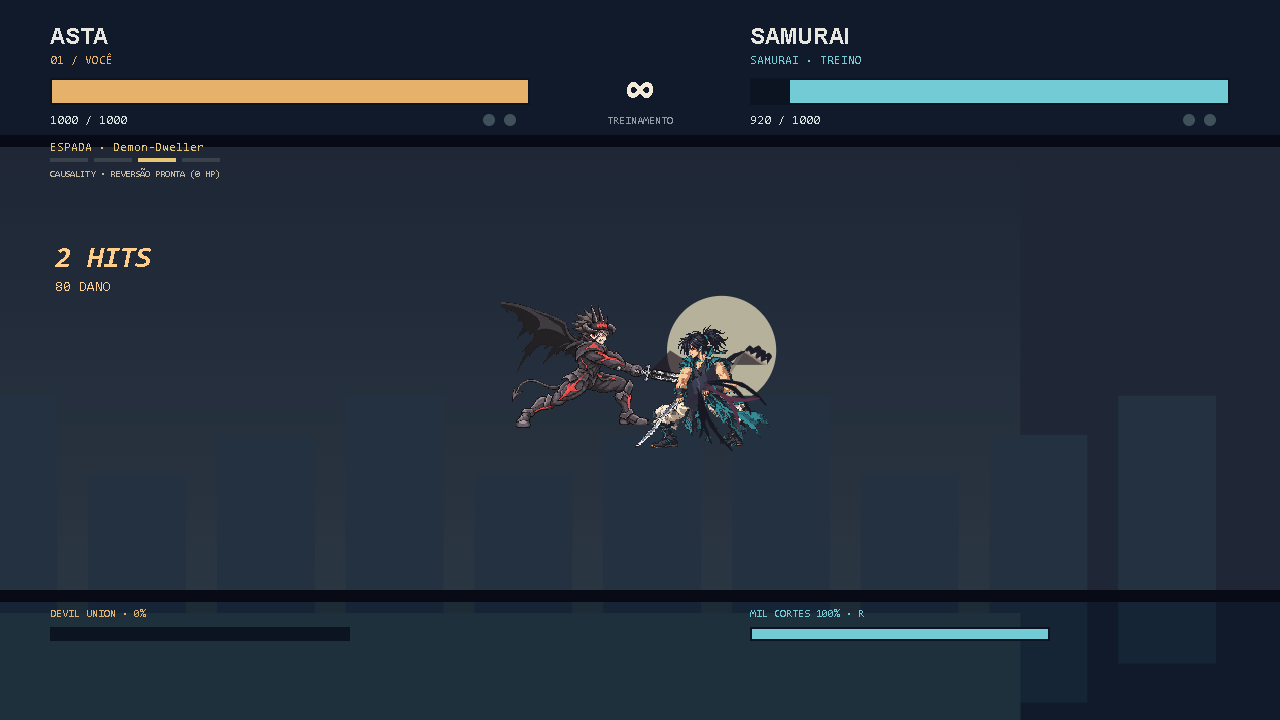 ASTA
01 / VOCÊ
1000 / 1000
∞
TREINAMENTO
SAMURAI
SAMURAI · TREINO
920 / 1000
ESPADA · Demon-Dweller
CAUSALITY · REVERSÃO PRONTA (0 HP)
2 HITS
80 DANO
DEVIL UNION · 0%
MIL CORTES 100% · R